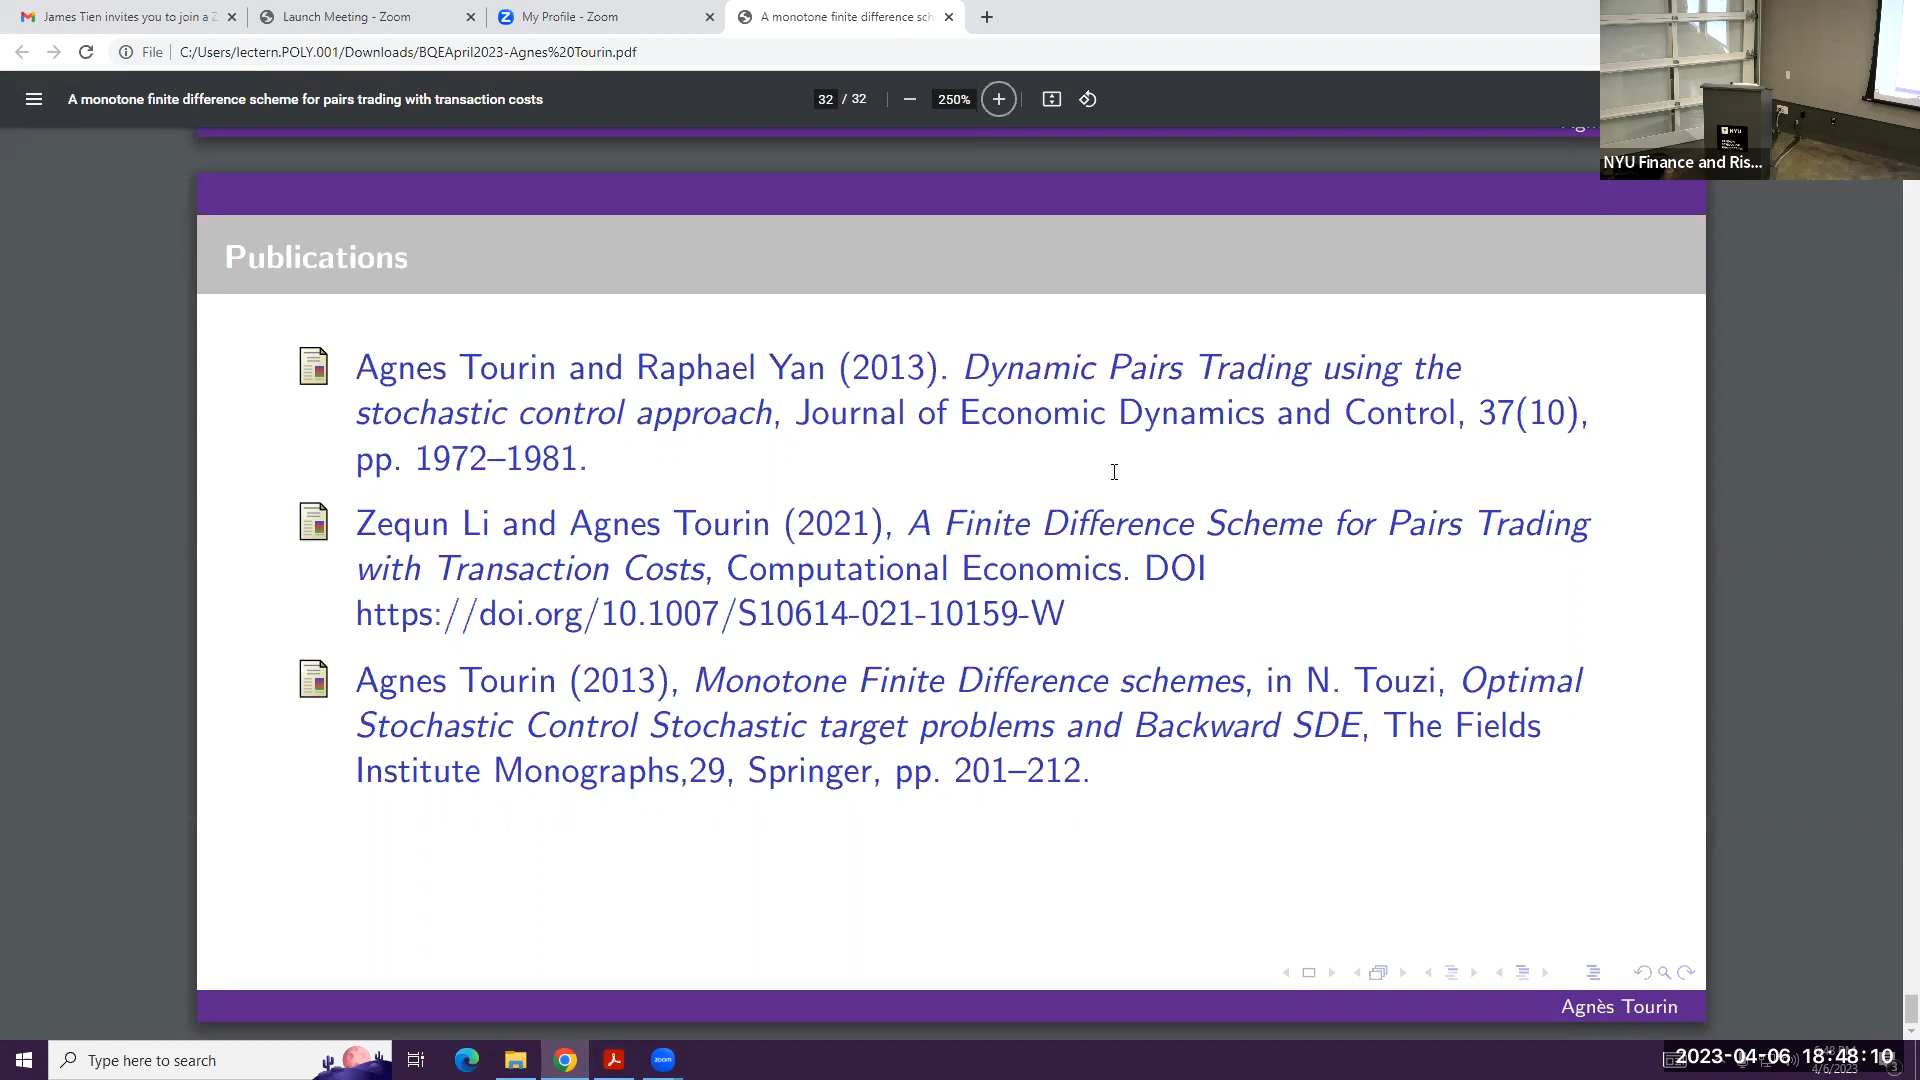 James Tien invites you to join a Z
Launch Meeting - Zoom
My Profile - Zoom
A monotone finite difference sch
File
C:/Users/lectern.POLY.001/Downloads/BQEApril2023-Agnes%20Tourin.pdf
A monotone finite difference scheme for pairs trading with transaction costs
32 / 32
250%
NYU
NYU Finance and Ris...
Publications
Agnes Tourin and Raphael Yan (2013). Dynamic Pairs Trading using the
stochastic control approach, Journal of Economic Dynamics and Control, 37(10),
pp. 1972–1981.
Zequn Li and Agnes Tourin (2021), A Finite Difference Scheme for Pairs Trading
with Transaction Costs, Computational Economics. DOI
https://doi.org/10.1007/S10614-021-10159-W
Agnes Tourin (2013), Monotone Finite Difference schemes, in N. Touzi, Optimal
Stochastic Control Stochastic target problems and Backward SDE, The Fields
Institute Monographs,29, Springer, pp. 201–212.
Agnès Tourin
Type here to search
zoom
2023-04-06 18:48:10
4/6/2023